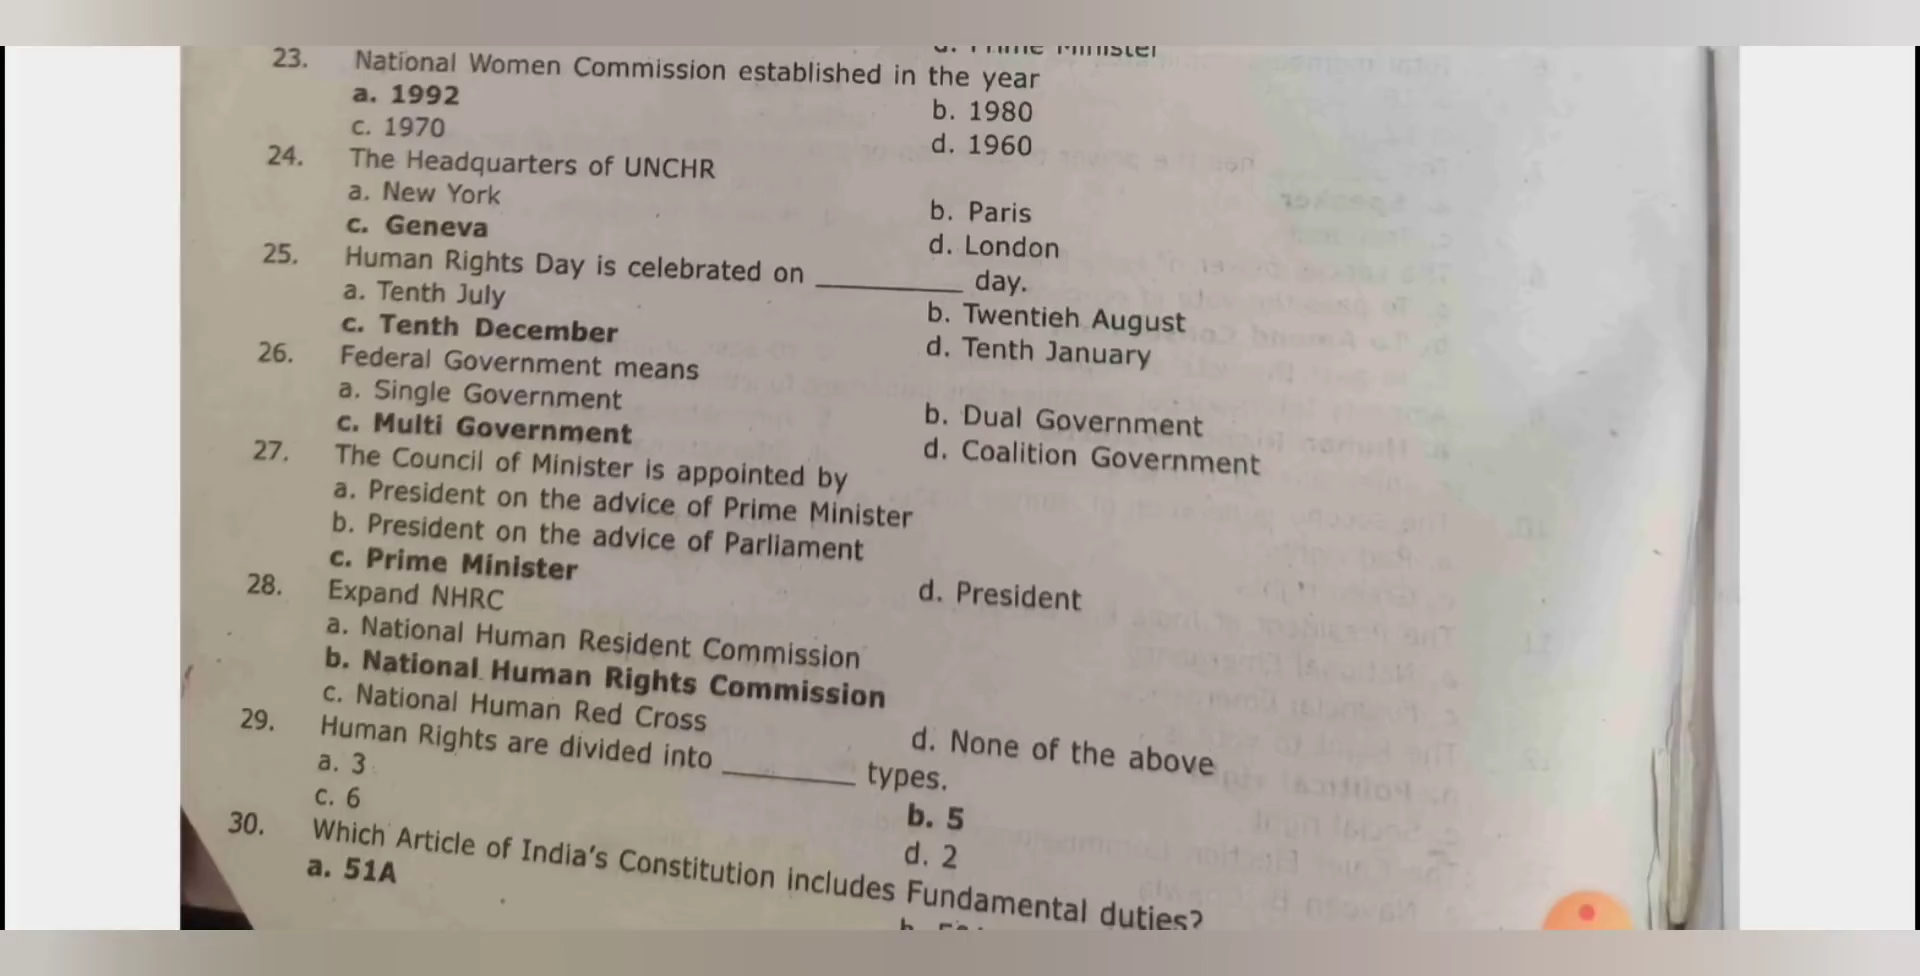 d. Prime Minister
23. National Women Commission established in the year
a. 1992 b. 1980
c. 1970 d. 1960
24. The Headquarters of UNCHR
a. New York b. Paris
c. Geneva d. London
25. Human Rights Day is celebrated on ________ day.
a. Tenth July b. Twentieh August
c. Tenth December d. Tenth January
26. Federal Government means
a. Single Government b. Dual Government
c. Multi Government d. Coalition Government
27. The Council of Minister is appointed by
a. President on the advice of Prime Minister
b. President on the advice of Parliament
c. Prime Minister d. President
28. Expand NHRC
a. National Human Resident Commission
b. National Human Rights Commission
c. National Human Red Cross d. None of the above
29. Human Rights are divided into ________ types.
a. 3 b. 5
c. 6 d. 2
30. Which Article of India's Constitution includes Fundamental duties?
a. 51A